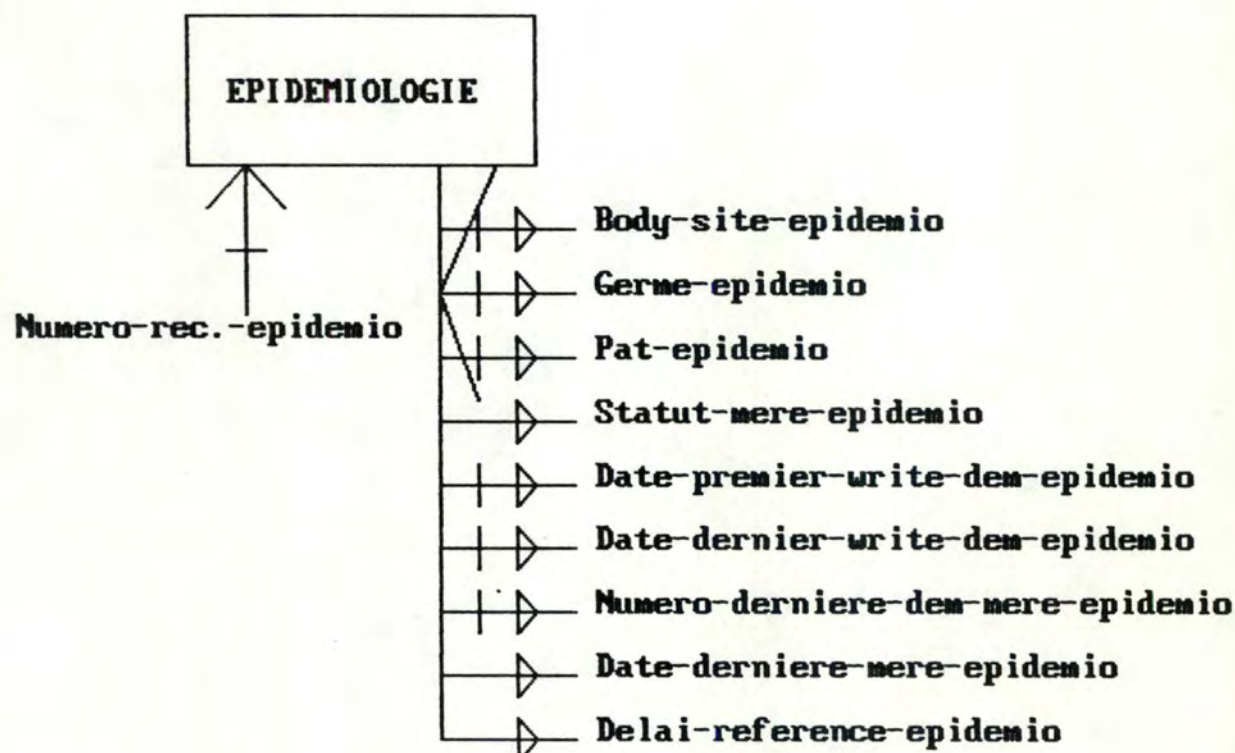 EPIDEMIOLOGIE
Body-site-epidemio
Germe-epidemio
Numero-rec.-epidemio
Pat-epidemio
Statut-mere-epidemio
Date-premier-write-dem-epidemio
Date-dernier-write-dem-epidemio
Numero-derniere-dem-mere-epidemio
Date-derniere-mere-epidemio
Delai-reference-epidemio